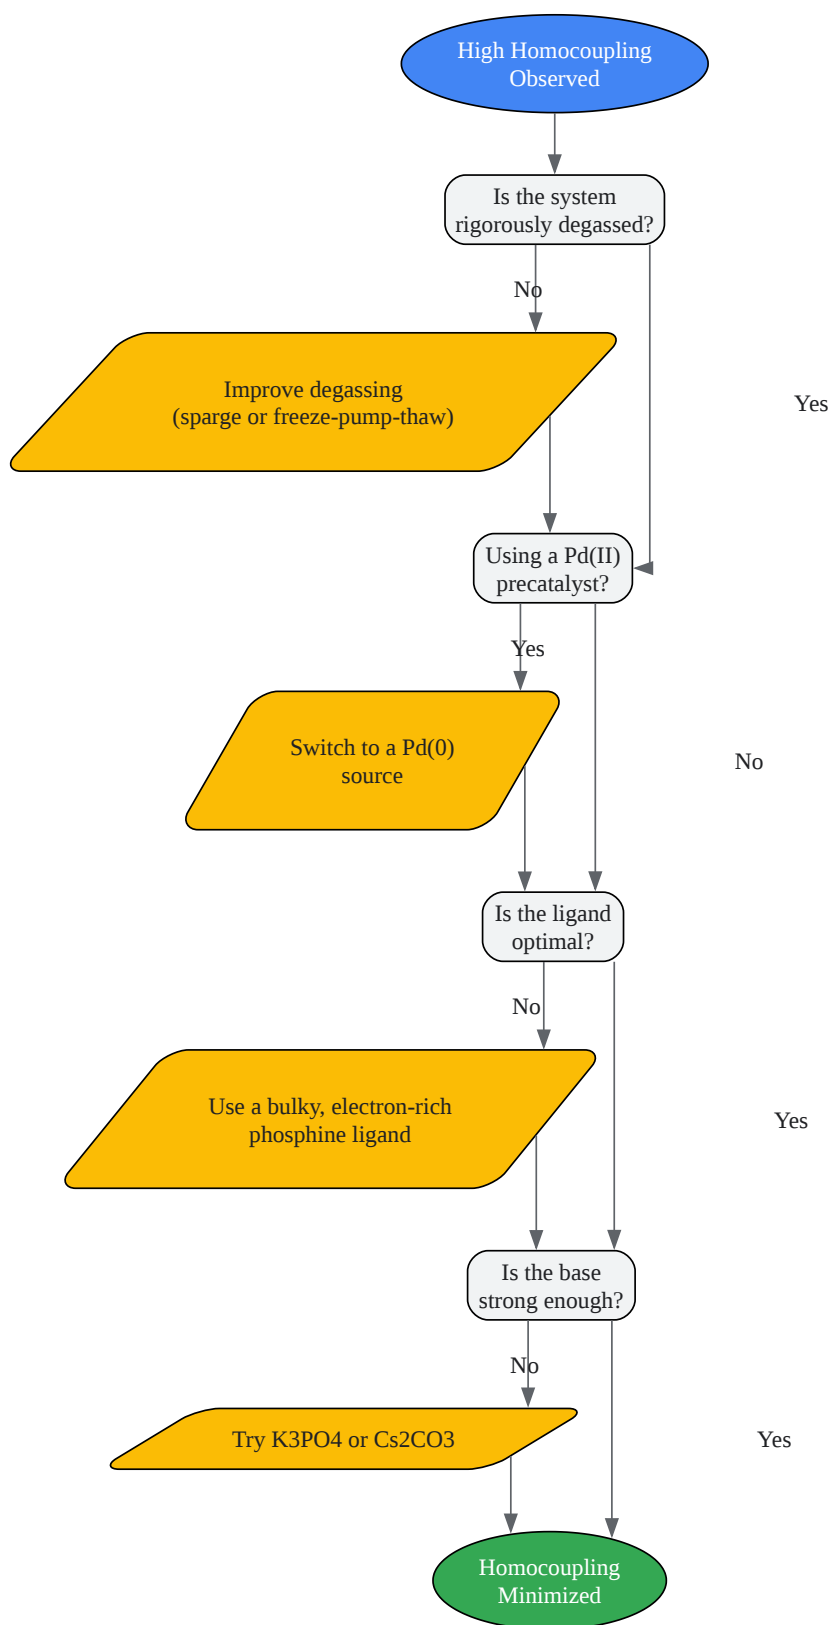 High Homocoupling
Observed
Is the system
rigorously degassed?
No
Improve degassing
(sparge or freeze-pump-thaw)
Yes
Using a Pd(II)
precatalyst?
Yes
Switch to a Pd(0)
source
No
Is the ligand
optimal?
No
Use a bulky, electron-rich
phosphine ligand
Yes
Is the base
strong enough?
No
Try K3PO4 or Cs2CO3
Yes
Homocoupling
Minimized